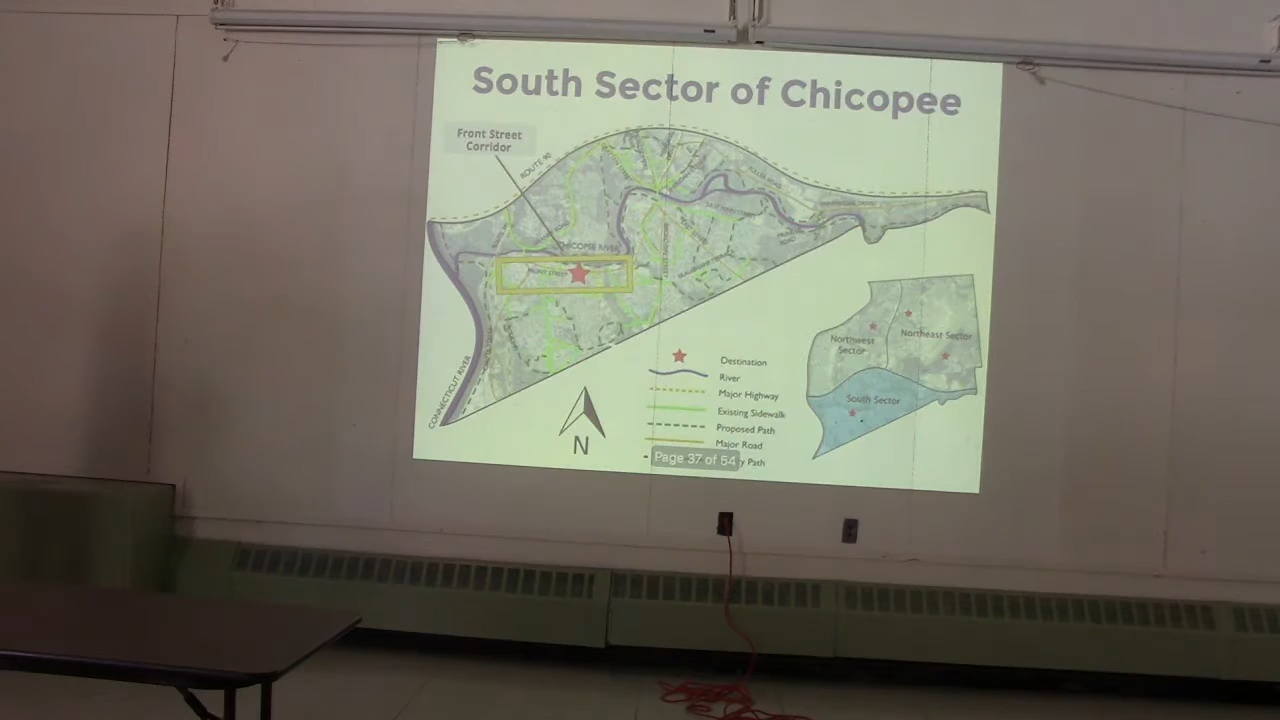 South Sector of Chicopee
Front Street
Corridor
ROUTE 90
CHICOPEE RIVER
FRONT STREET
CONNECTICUT RIVER
N
Destination
River
Major Highway
Existing Sidewalk
Proposed Path
Major Road
Page 37 of 54
Path
Northwest
Sector
Northeast Sector
South Sector